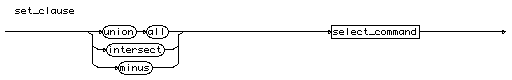 set_clause
union all select_command
intersect
minus